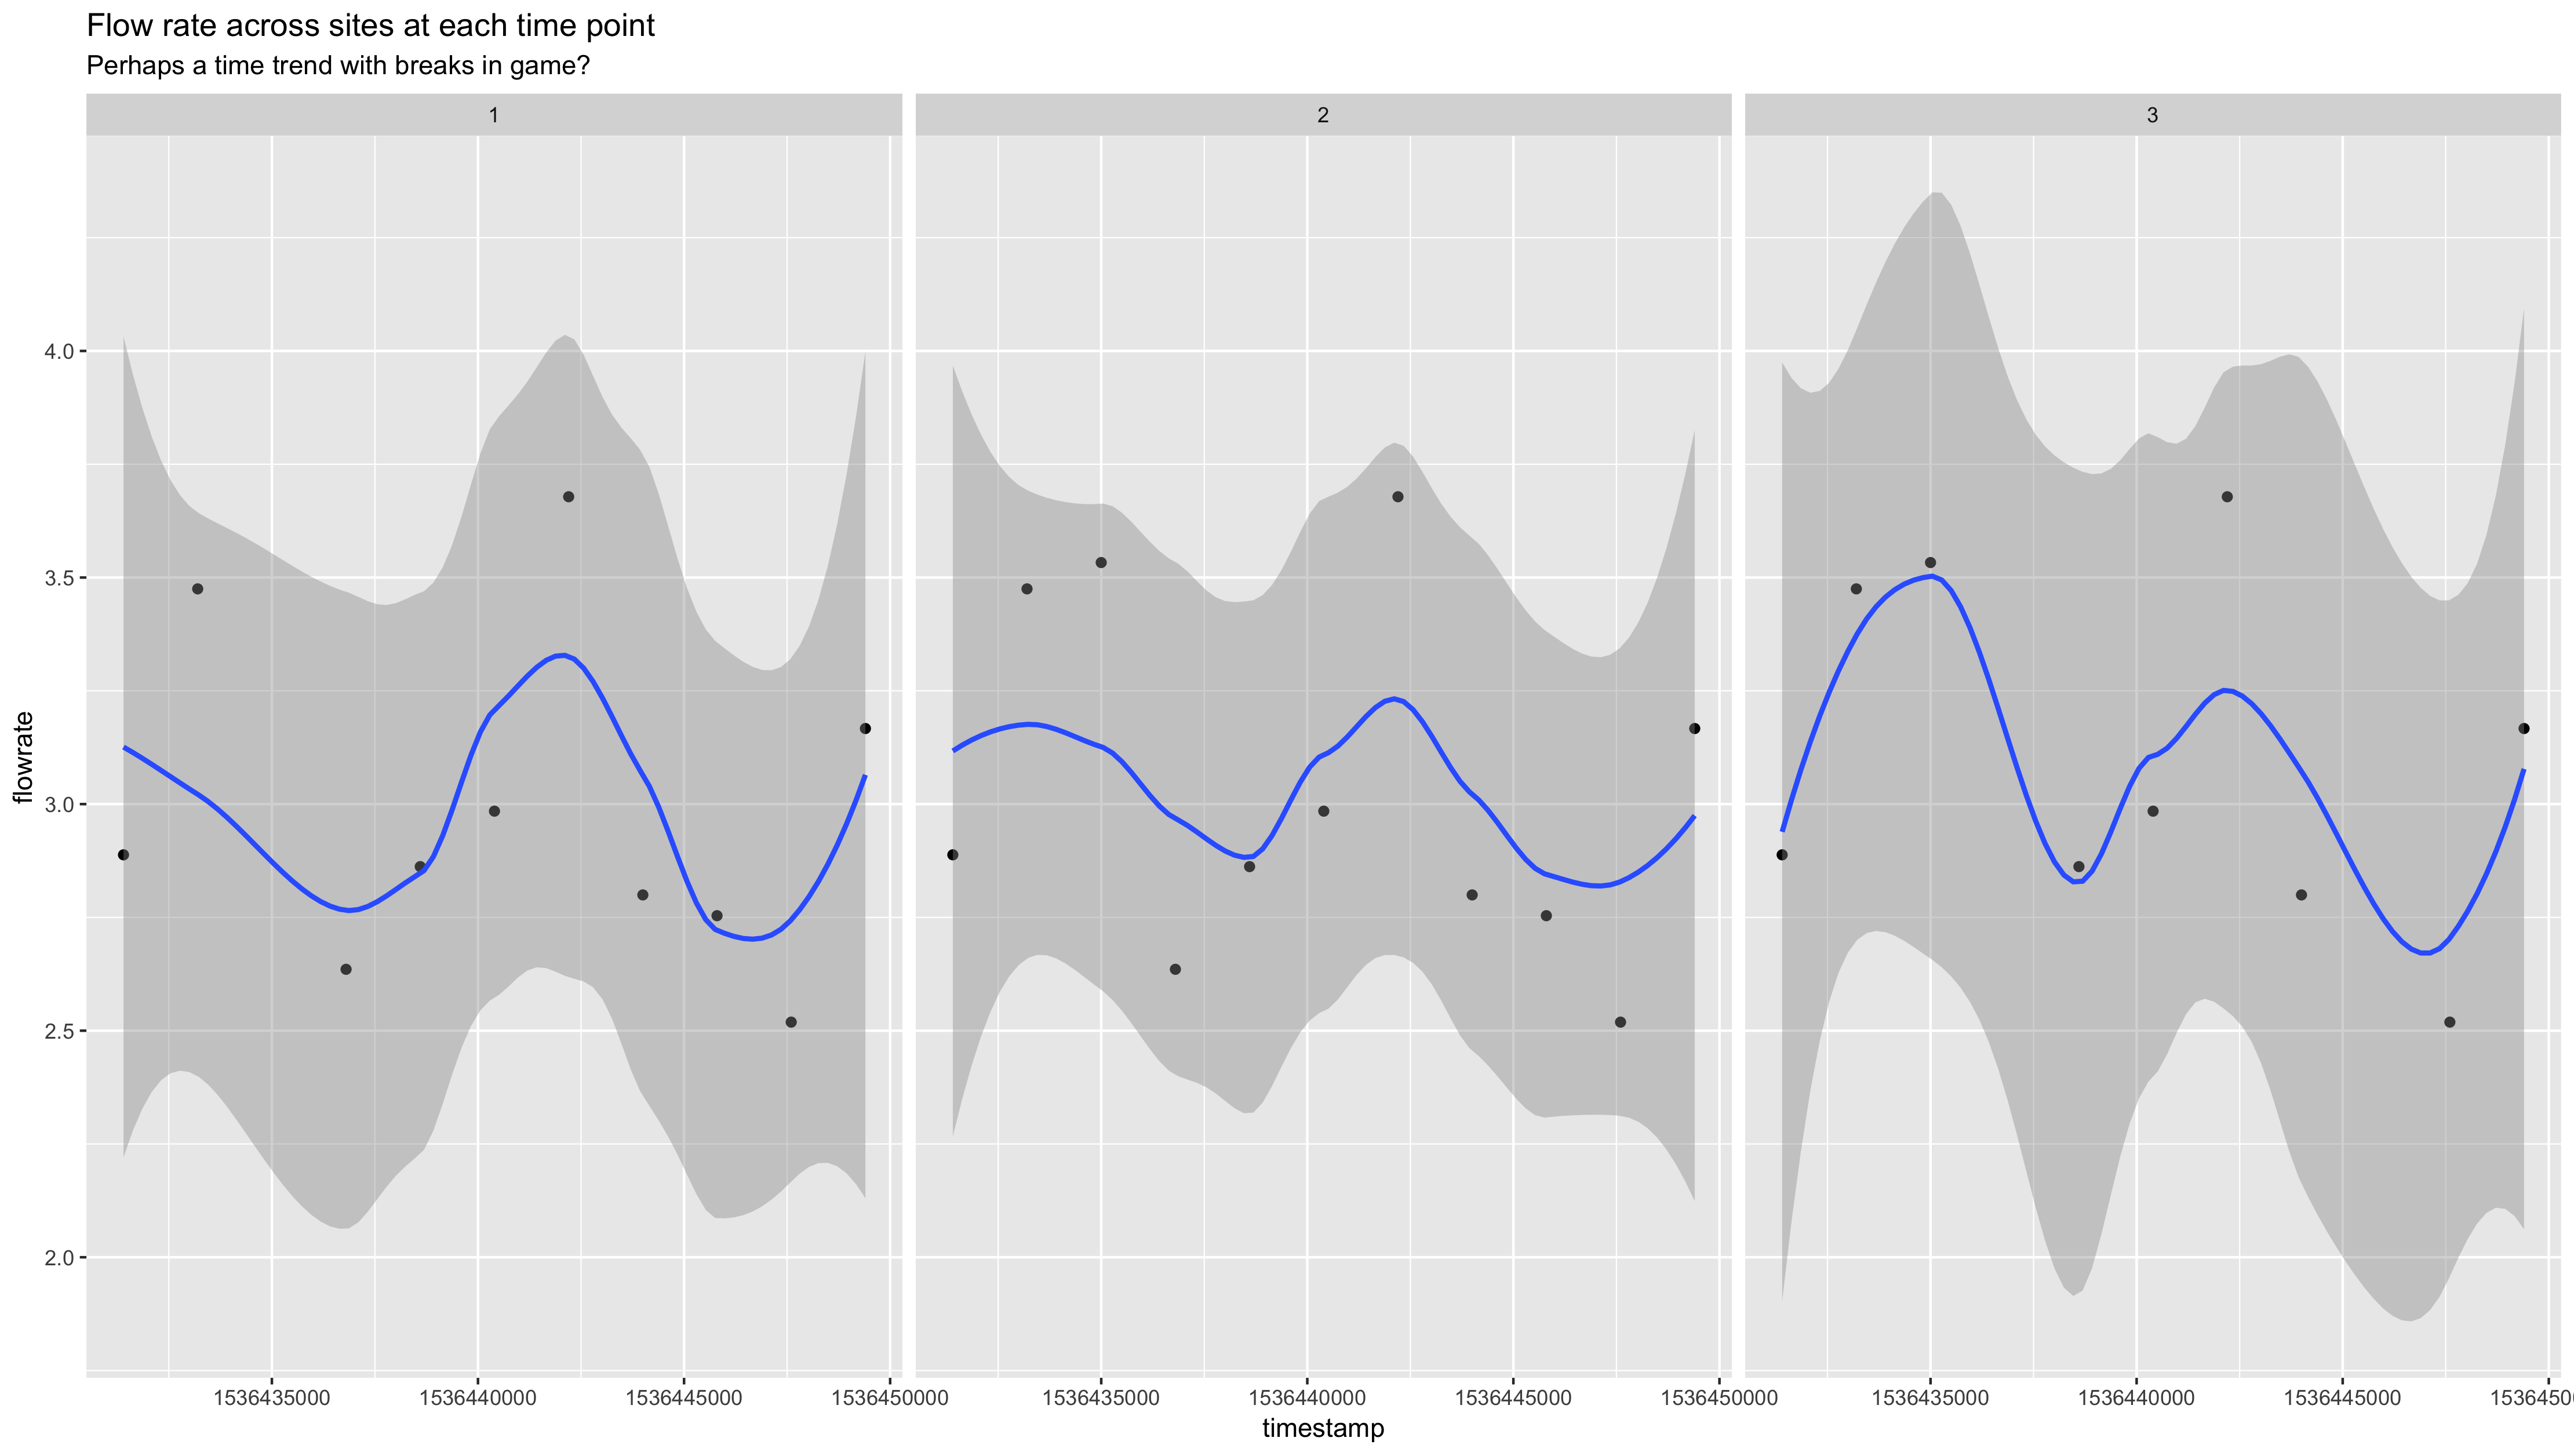 Flow rate across sites at each time point
Perhaps a time trend with breaks in game?
1 2 3
flowrate
4.0
3.5
3.0
2.5
2.0
1536435000 1536440000 1536445000 1536450000 1536435000 1536440000 1536445000 1536450000 1536435000 1536440000 1536445000
timestamp